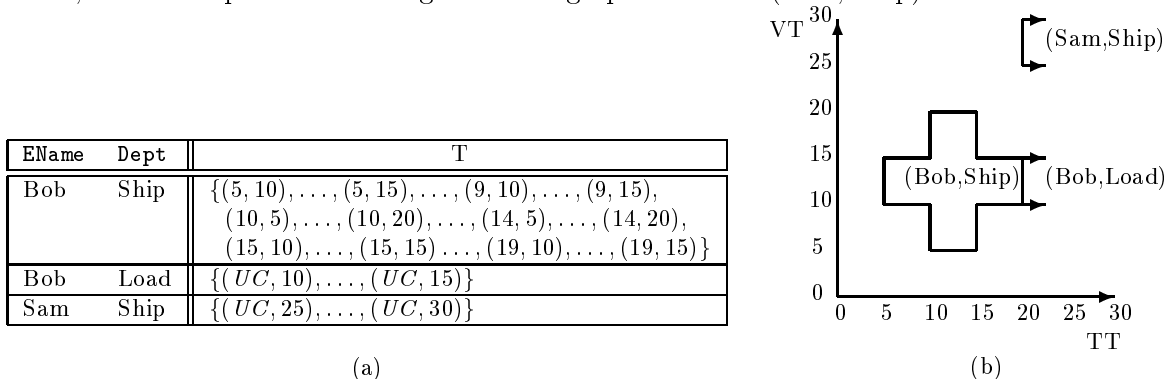 EName Dept T
Bob Ship {(5, 10), . . . , (5, 15), . . . , (9, 10), . . . , (9, 15),
(10, 5), . . . , (10, 20), . . . , (14, 5), . . . , (14, 20),
(15, 10), . . . , (15, 15) . . . , (19, 10), . . . , (19, 15)}
Bob Load {(UC, 10), . . . , (UC, 15)}
Sam Ship {(UC, 25), . . . , (UC, 30)}
(a)
VT
30
25
20
15
10
5
0
(Sam,Ship)
(Bob,Ship) (Bob,Load)
0 5 10 15 20 25 30
TT
(b)